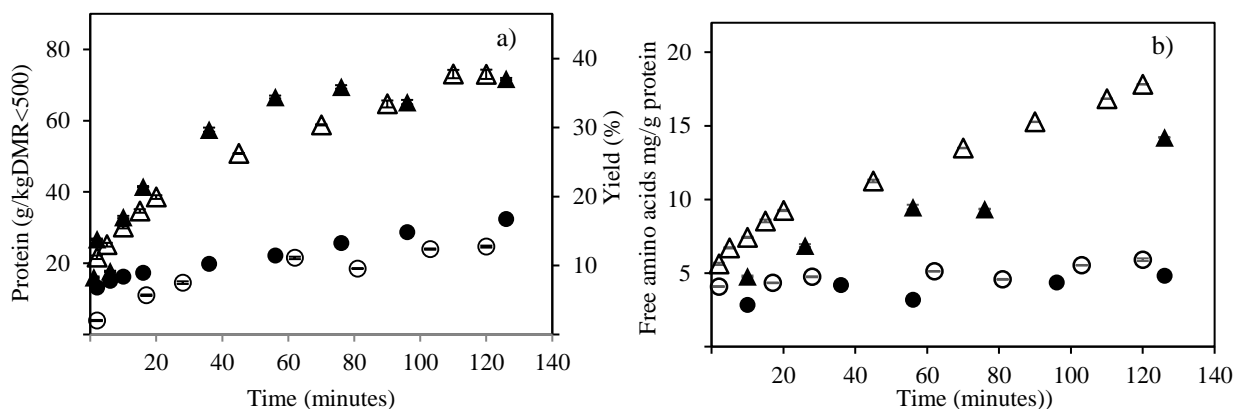 a)
80
60
40
20
40
30
20
10
20 40 60 80 100 120 140
Protein (g/kgDMR<500)
Yield (%)
Time (minutes)
b)
20
15
10
5
0
0 20 40 60 80 100 120 140
Free amino acids mg/g protein
Time (minutes))